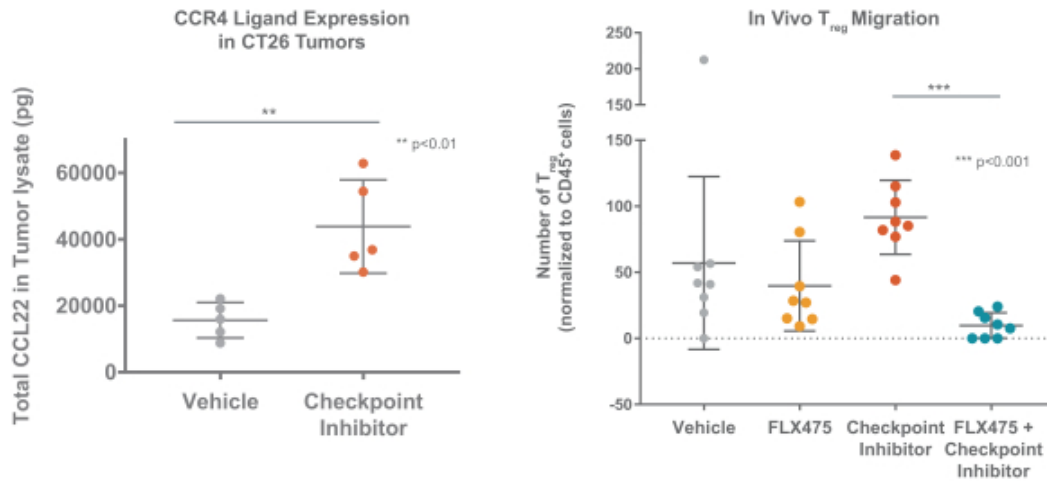 CCR4 Ligand Expression
in CT26 Tumors
Total CCL22 in Tumor lysate (pg)
60000
40000
20000
0
**
** p<0.01
Vehicle
Checkpoint
Inhibitor
In Vivo Treg Migration
Number of Treg
(normalized to CD45+ cells)
250
200
150
150
100
50
0
-50
***
*** p<0.001
Vehicle
FLX475
Checkpoint
Inhibitor
FLX475 +
Checkpoint
Inhibitor